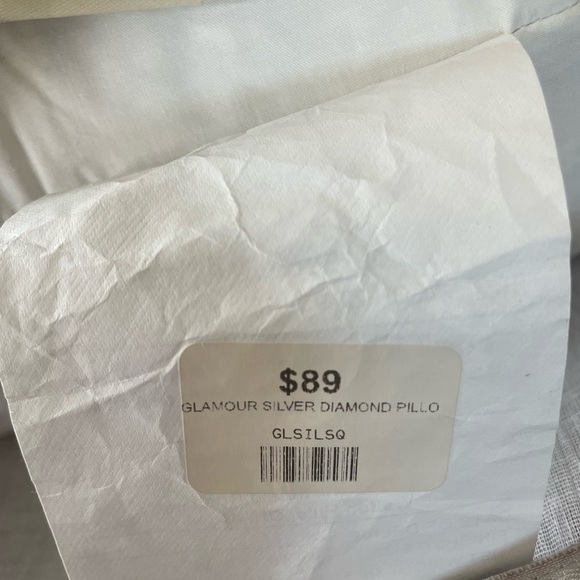 $89
GLAMOUR SILVER DIAMOND PILLO
GLSILSQ